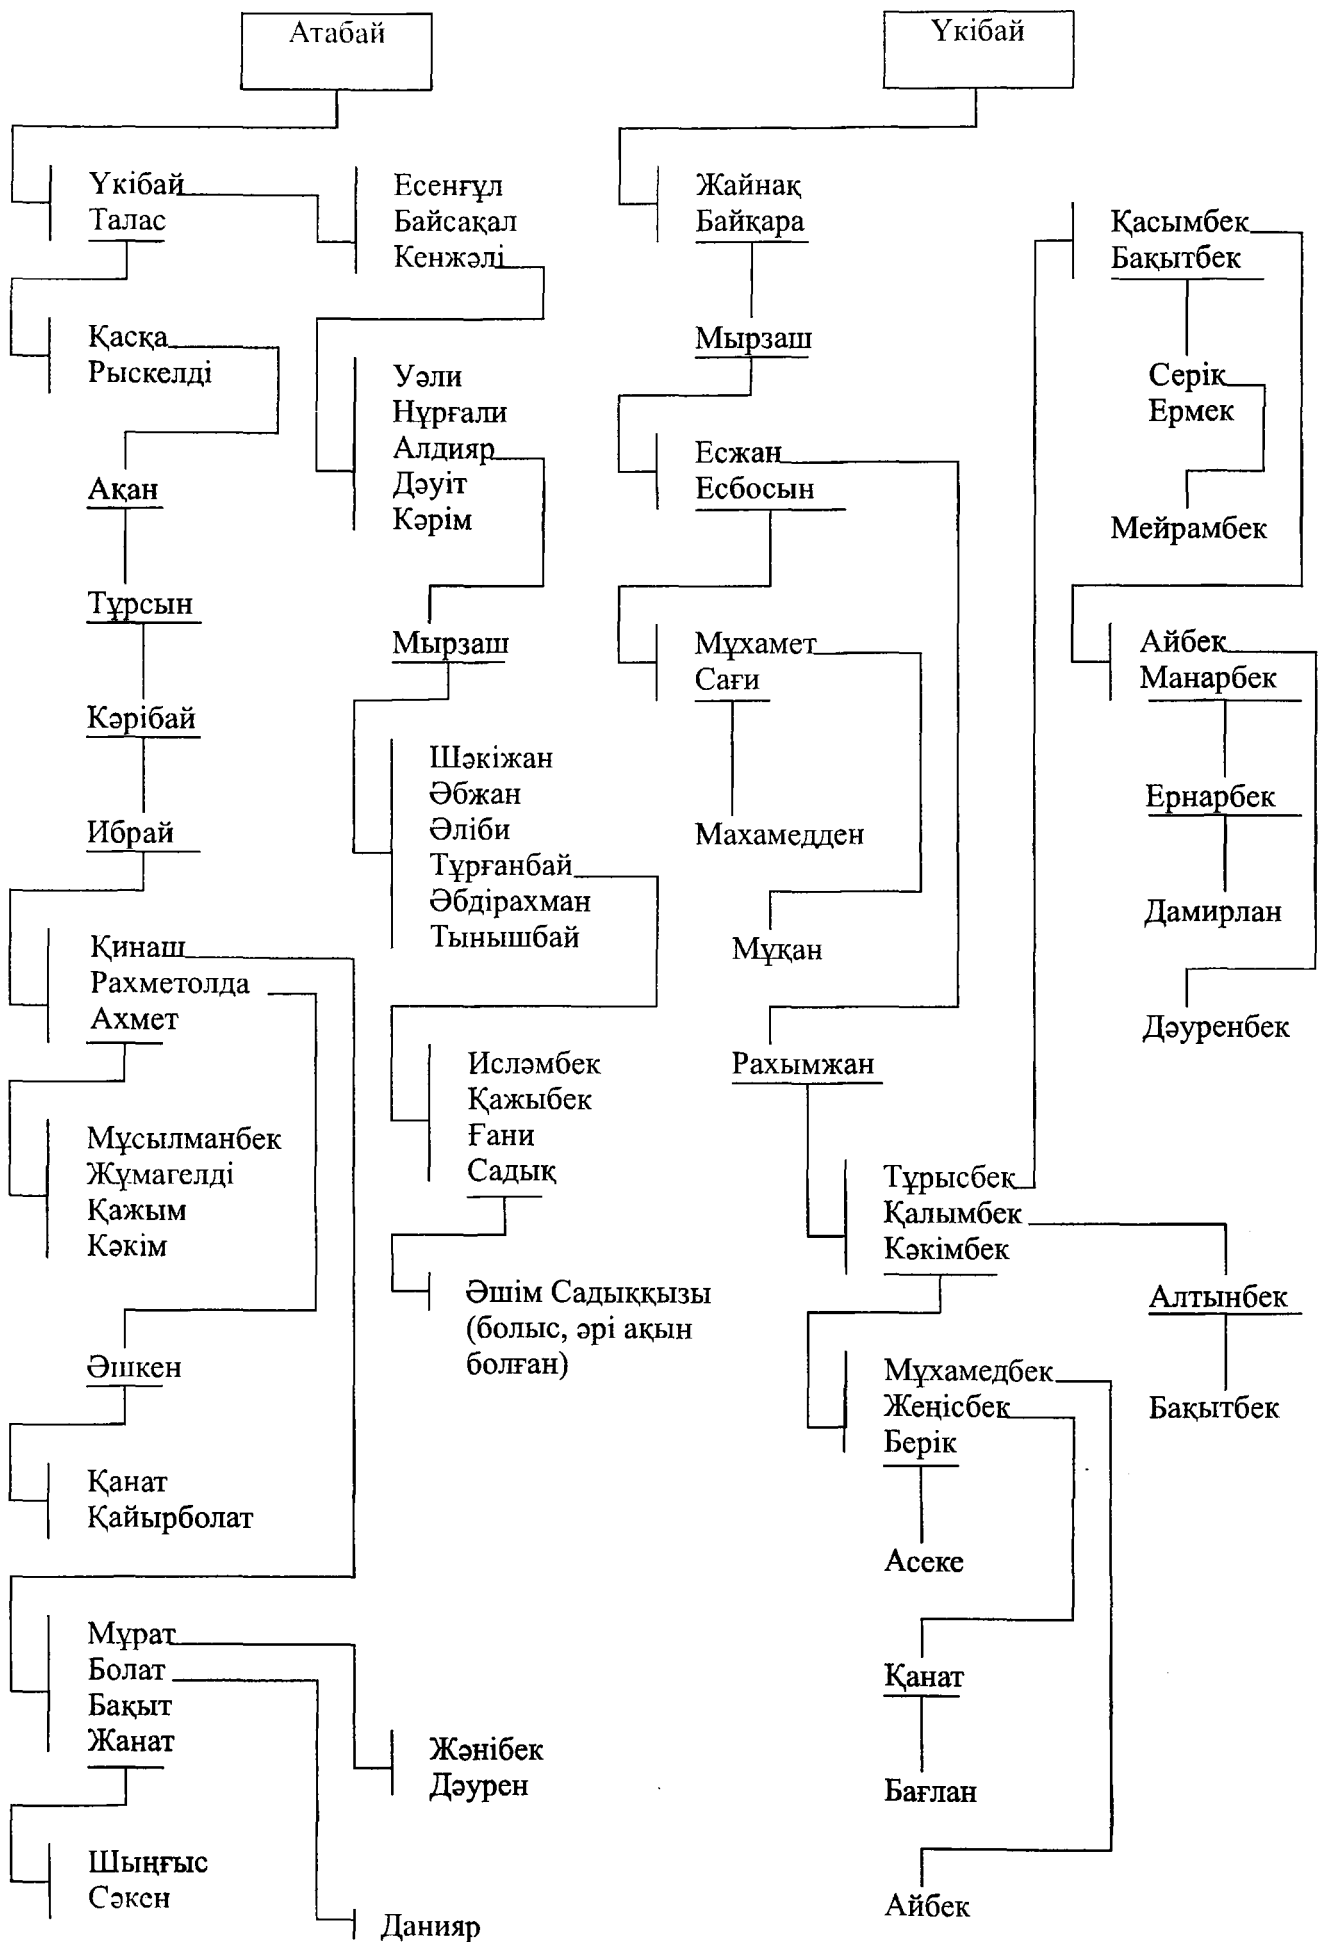 Атабай
Үкібай
Талас
Есенғұл
Байсақал
Кенжәлі
Қасқа
Рыскелді
Уәли
Нұрғали
Алдияр
Дәуіт
Кәрім
Ақан
Тұрсын
Кәрібай
Ибрай
Мырзаш
Шәкіжан
Әбжан
Әліби
Тұрғанбай
Әбдірахман
Тынышбай
Қинаш
Рахметолда
Ахмет
Исләмбек
Қажыбек
Ғани
Садық
Мұсылманбек
Жұмагелді
Қажым
Кәкім
Әшім Садыққызы
(болыс, әрі ақын
болған)
Әшкен
Қанат
Қайырболат
Мұрат
Болат
Бақыт
Жанат
Жәнібек
Дәурен
Шыңғыс
Сәкен
Данияр
Үкібай
Жайнақ
Байқара
Мырзаш
Есжан
Есбосын
Мұхамет
Саги
Махамедден
Мұқан
Рахымжан
Тұрысбек
Қалымбек
Кәкімбек
Мұхамедбек
Жеңісбек
Берік
Асеке
Қанат
Бағлан
Айбек
Қасымбек
Бақытбек
Серік
Ермек
Мейрамбек
Айбек
Манарбек
Ернарбек
Дамирлан
Дәуренбек
Алтынбек
Бақытбек